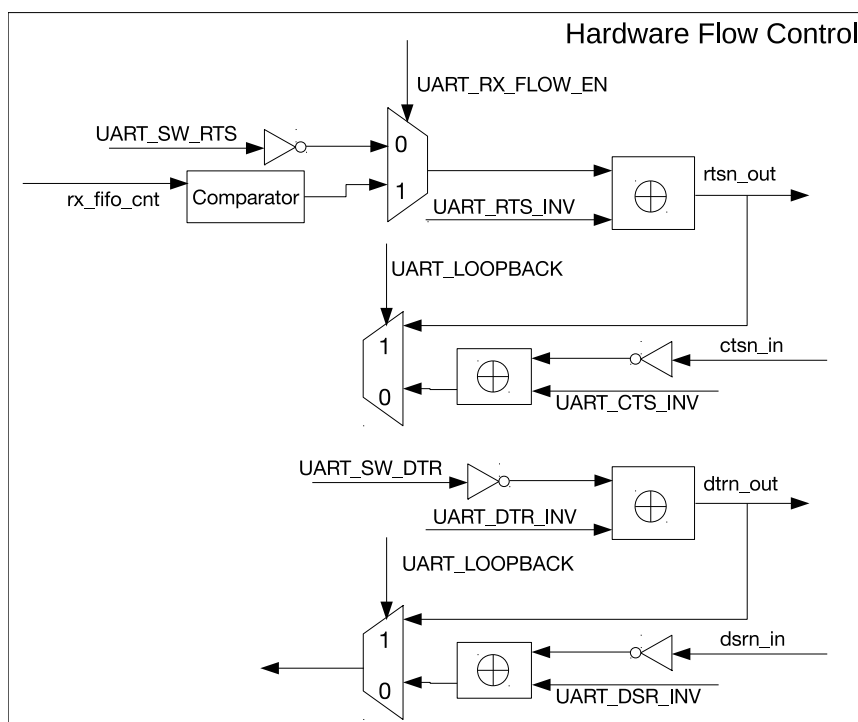 Hardware Flow Control
UART_RX_FLOW_EN
UART_SW_RTS
0
rtsn_out
1
Comparator
rx_fifo_cnt
UART_RTS_INV
UART_LOOPBACK
1
ctsn_in
0
UART_CTS_INV
UART_SW_DTR
dtrn_out
UART_DTR_INV
UART_LOOPBACK
1
dsrn_in
0
UART_DSR_INV